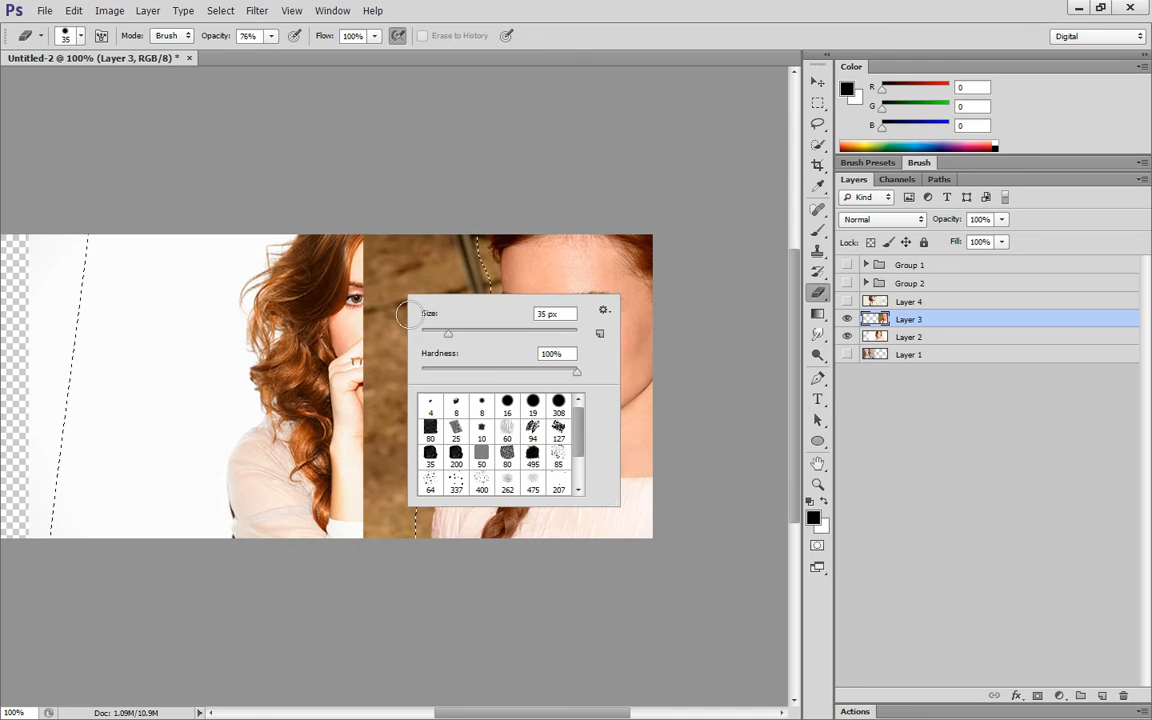 Ps File Edit Image Layer Type Select Filter View Window Help
35 Mode: Brush Opacity: 76% Flow: 100% Erase to History Digital
Untitled-2 @ 100% (Layer 3, RGB/8) * ×
Color
R 0
G 0
B 0
Brush Presets Brush
Layers Channels Paths
Kind
Normal Opacity: 100%
Lock: Fill: 100%
Group 1
Group 2
Layer 4
Layer 3
Layer 2
Layer 1
Size: 35 px
Hardness: 100%
4 8 8 16 19 308
80 25 10 60 94 127
35 200 50 80 495 85
64 337 400 262 475 207
fx
100% Doc: 1.09M/10.9M
Actions